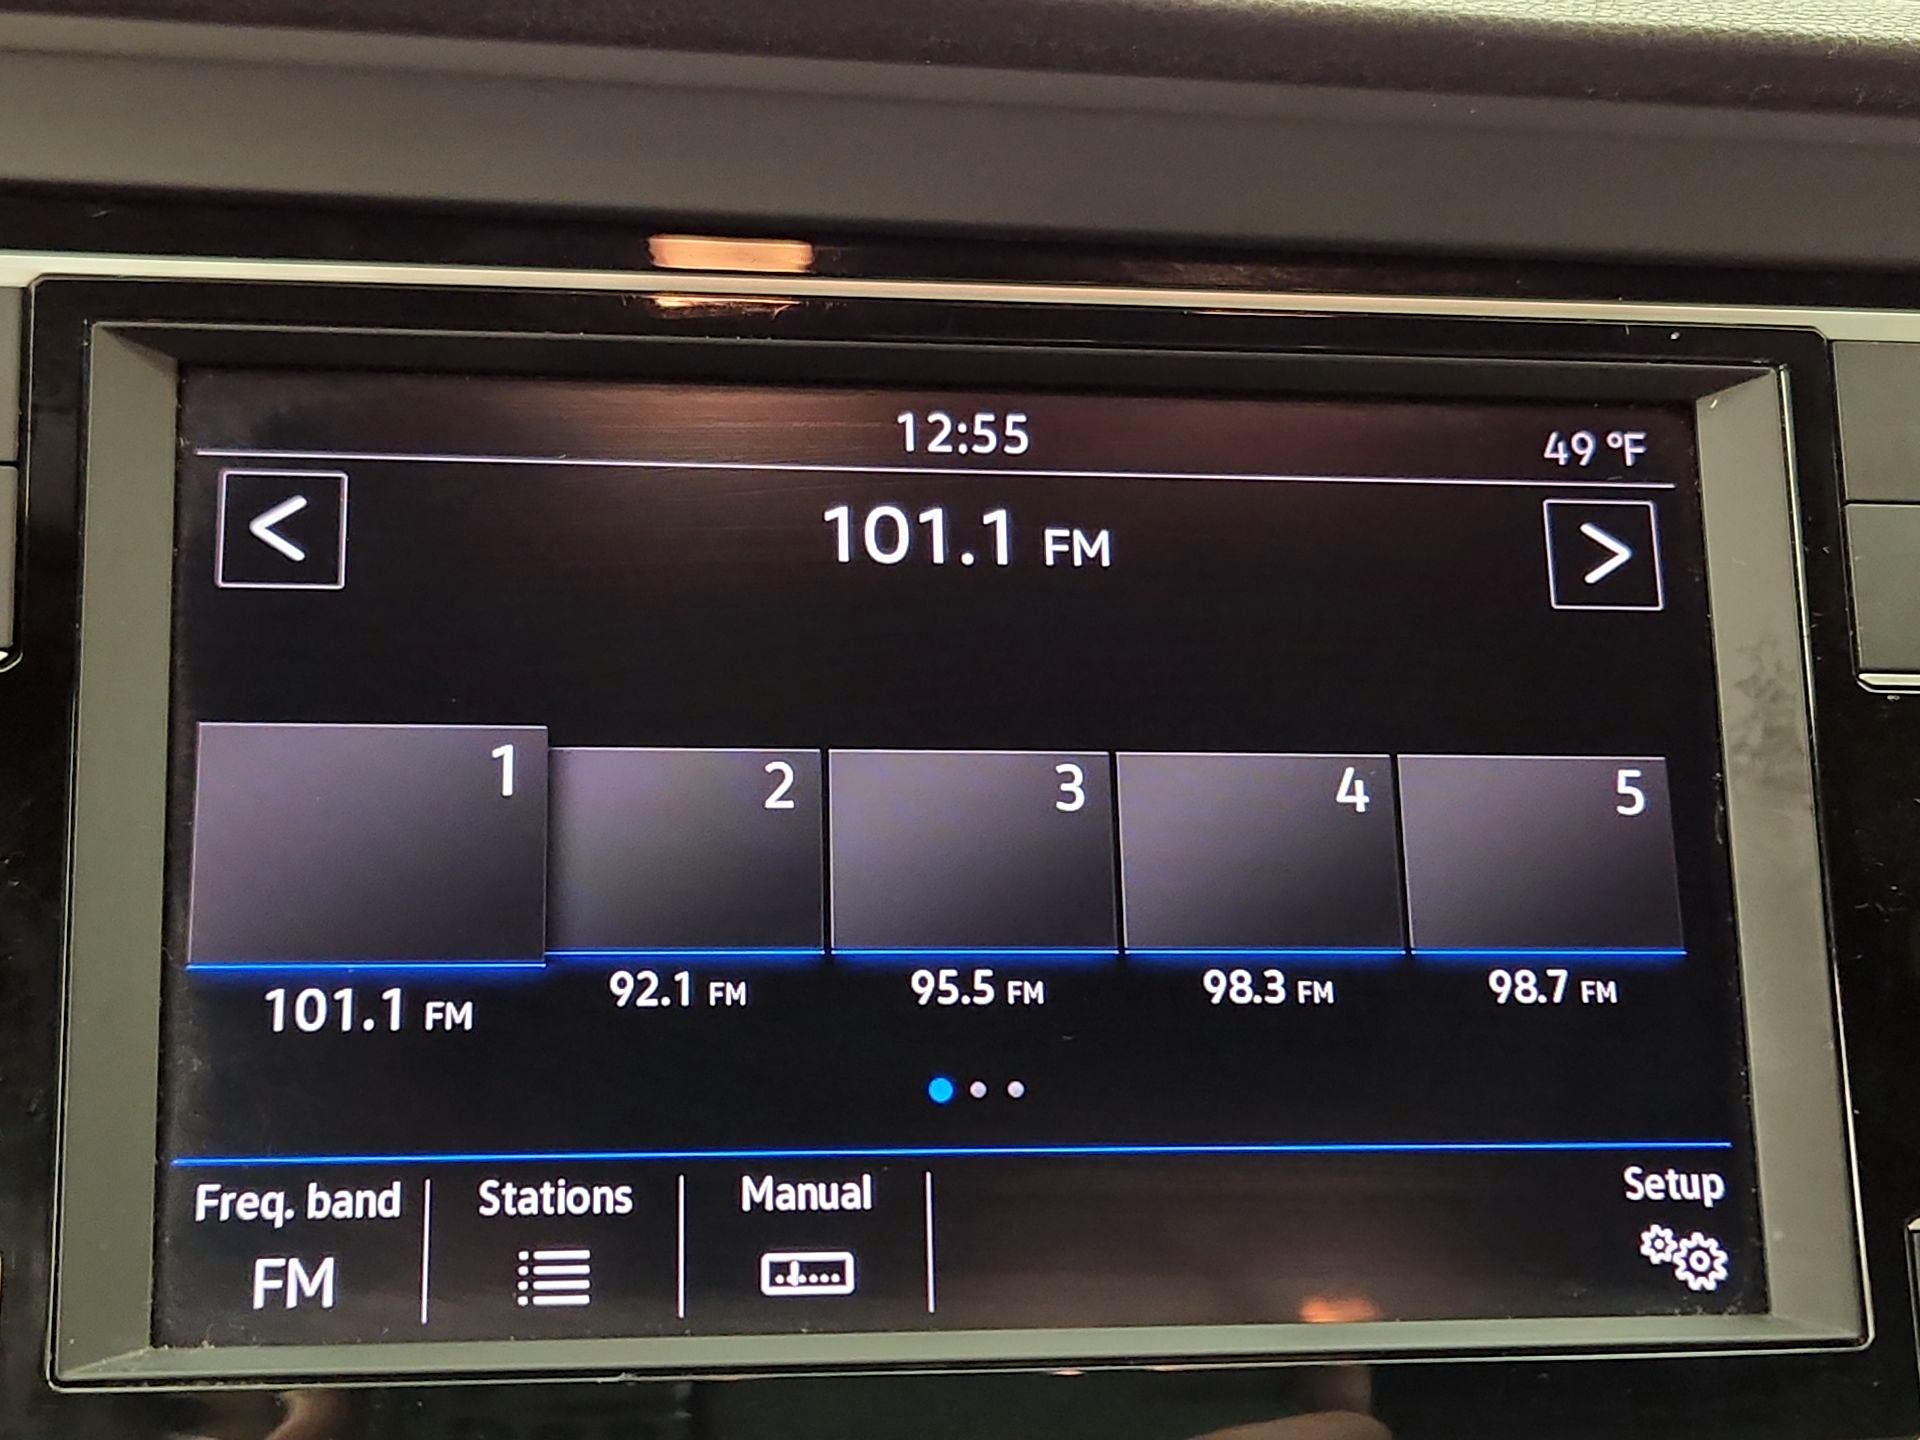 12:55
49 °F
<
101.1 FM
>
1
2
3
4
5
101.1 FM
92.1 FM
95.5 FM
98.3 FM
98.7 FM
Freq. band
Stations
Manual
Setup
FM